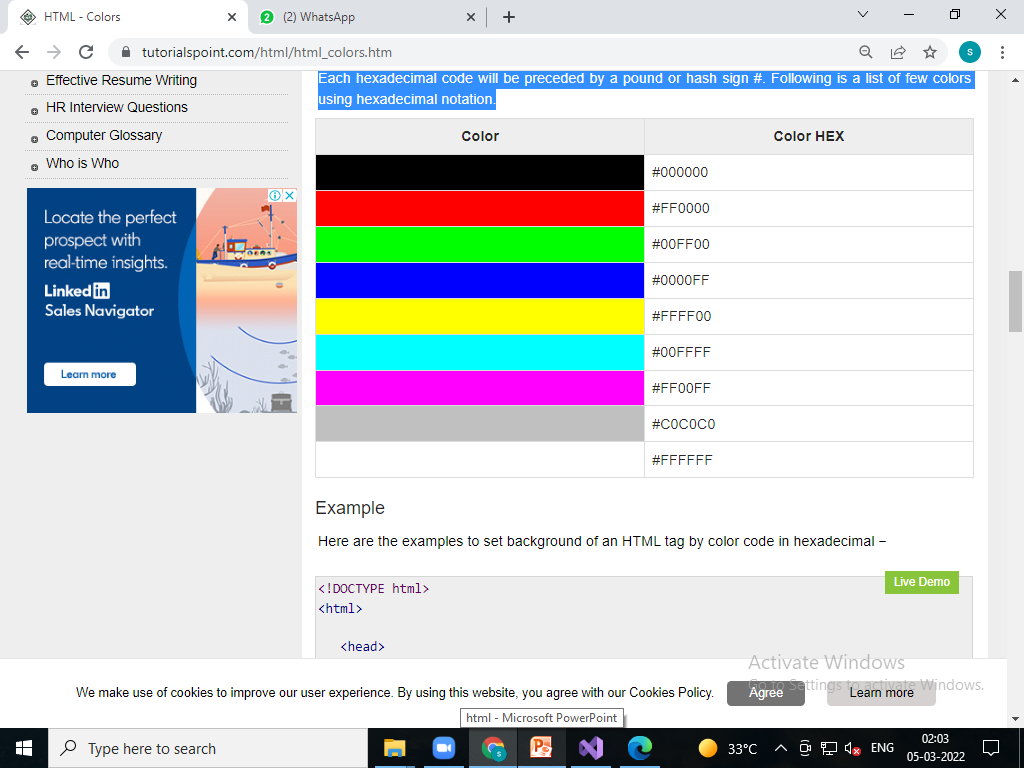 HTML - Colors
2
(2) WhatsApp
tutorialspoint.com/html/html_colors.htm
s
Effective Resume Writing
HR Interview Questions
Computer Glossary
Who is Who
Locate the perfect
prospect with
real-time insights.
Linked in
Sales Navigator
Learn more
Each hexadecimal code will be preceded by a pound or hash sign #. Following is a list of few colors
using hexadecimal notation.
Color Color HEX
#000000
#FF0000
#00FF00
#0000FF
#FFFF00
#00FFFF
#FF00FF
#C0C0C0
#FFFFFF
Example
Here are the examples to set background of an HTML tag by color code in hexadecimal −
Live Demo
<!DOCTYPE html>
<html>
<head>
Activate Windows
Go to Settings to activate Windows.
We make use of cookies to improve our user experience. By using this website, you agree with our Cookies Policy.
Agree
Learn more
html - Microsoft PowerPoint
Type here to search
33°C
ENG
02:03
05-03-2022